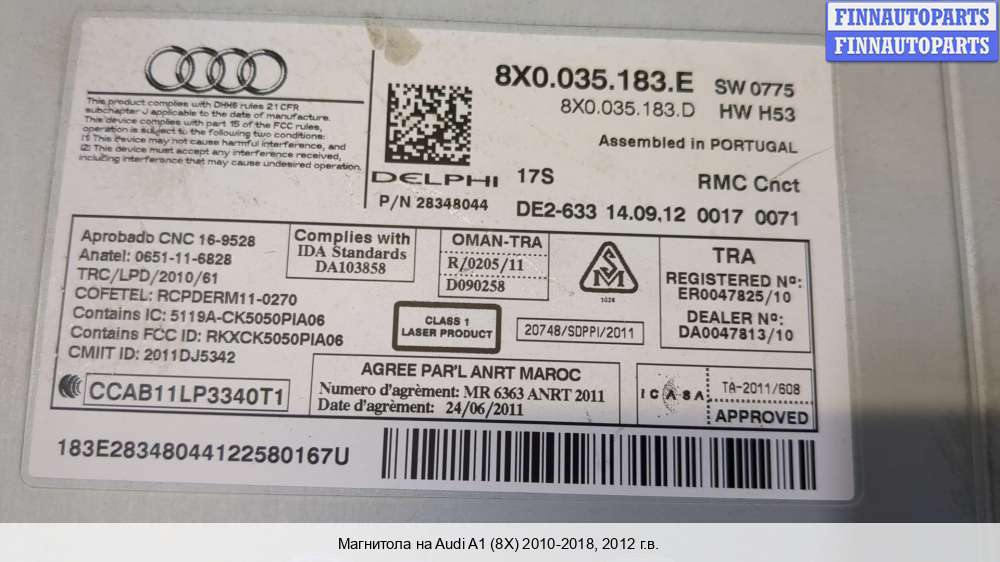 FINNAUTOPARTS
FINNAUTOPARTS
This product complies with DHHS rules 21 CFR
subchapter J applicable to the date of manufacture.
This device complies with part 15 of the FCC rules,
operation is subject to the following two conditions:
(1) This device may not cause harmful interference, and
(2) This device must accept any interference received,
including interference that may cause undesired operation.
8X0.035.183.E SW 0775
8X0.035.183.D HW H53
Assembled in PORTUGAL
DELPHI 17S RMC Cnct
P/N 28348044 DE2-633 14.09.12 0017 0071
Aprobado CNC 16-9528
Anatel: 0651-11-6828
TRC/LPD/2010/61
COFETEL: RCPDERM11-0270
Contains IC: 5119A-CK5050PIA06
Contains FCC ID: RKXCK5050PIA06
CMIIT ID: 2011DJ5342
CCAB11LP3340T1
Complies with
IDA Standards
DA103858
OMAN-TRA
R/0205/11
D090258
CLASS 1
LASER PRODUCT
SM
1028
20748/SDPPI/2011
TRA
REGISTERED Nº:
ER0047825/10
DEALER Nº:
DA0047813/10
AGREE PAR'L ANRT MAROC
Numero d'agrément: MR 6363 ANRT 2011
Date d'agrément: 24/06/2011
ICASA
TA-2011/608
APPROVED
183E28348044122580167U
Магнитола на Audi A1 (8X) 2010-2018, 2012 г.в.